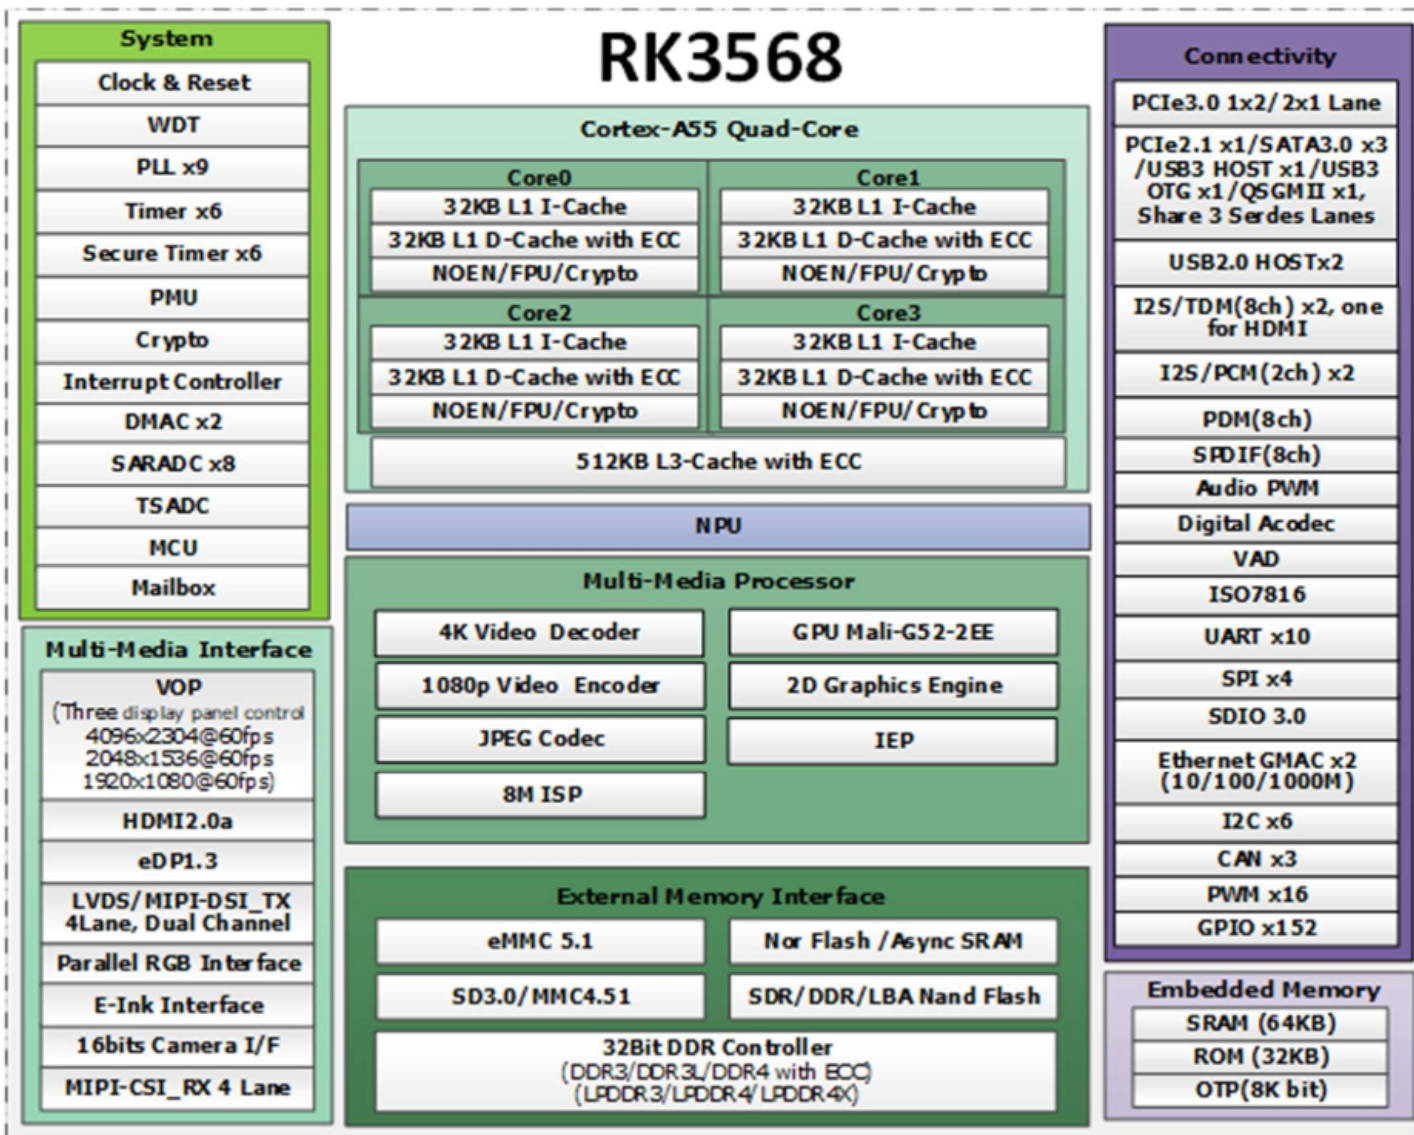 RK3568
System
Clock & Reset
WDT
PLL x9
Timer x6
Secure Timer x6
PMU
Crypto
Interrupt Controller
DMAC x2
SARADC x8
TSADC
MCU
Mailbox
Multi-Media Interface
VOP
(Three display panel control
4096x2304@60fps
2048x1536@60fps
1920x1080@60fps)
HDMI2.0a
eDP1.3
LVDS/MIPI-DSI_TX
4Lane, Dual Channel
Parallel RGB Interface
E-Ink Interface
16bits Camera I/F
MIPI-CSI_RX 4 Lane
Cortex-A55 Quad-Core
Core0
32KB L1 I-Cache
32KB L1 D-Cache with ECC
NOEN/FPU/Crypto
Core1
32KB L1 I-Cache
32KB L1 D-Cache with ECC
NOEN/FPU/Crypto
Core2
32KB L1 I-Cache
32KB L1 D-Cache with ECC
NOEN/FPU/Crypto
Core3
32KB L1 I-Cache
32KB L1 D-Cache with ECC
NOEN/FPU/Crypto
512KB L3-Cache with ECC
NPU
Multi-Media Processor
4K Video Decoder
1080p Video Encoder
JPEG Codec
8M ISP
GPU Mali-G52-2EE
2D Graphics Engine
IEP
External Memory Interface
eMMC 5.1
Nor Flash /Async SRAM
SD3.0/MMC4.51
SDR/DDR/LBA Nand Flash
32Bit DDR Controller
(DDR3/DDR3L/DDR4 with ECC)
(LPDDR3/LPDDR4/LPDDR4X)
Connectivity
PCIe3.0 1x2/2x1 Lane
PCIe2.1 x1/SATA3.0 x3
/USB3 HOST x1/USB3
OTG x1/QSGMII x1,
Share 3 Serdes Lanes
USB2.0 HOSTx2
I2S/TDM(8ch) x2, one
for HDMI
I2S/PCM(2ch) x2
PDM(8ch)
SPDIF(8ch)
Audio PWM
Digital Acodec
VAD
ISO7816
UART x10
SPI x4
SDIO 3.0
Ethernet GMAC x2
(10/100/1000M)
I2C x6
CAN x3
PWM x16
GPIO x152
Embedded Memory
SRAM (64KB)
ROM (32KB)
OTP(8K bit)